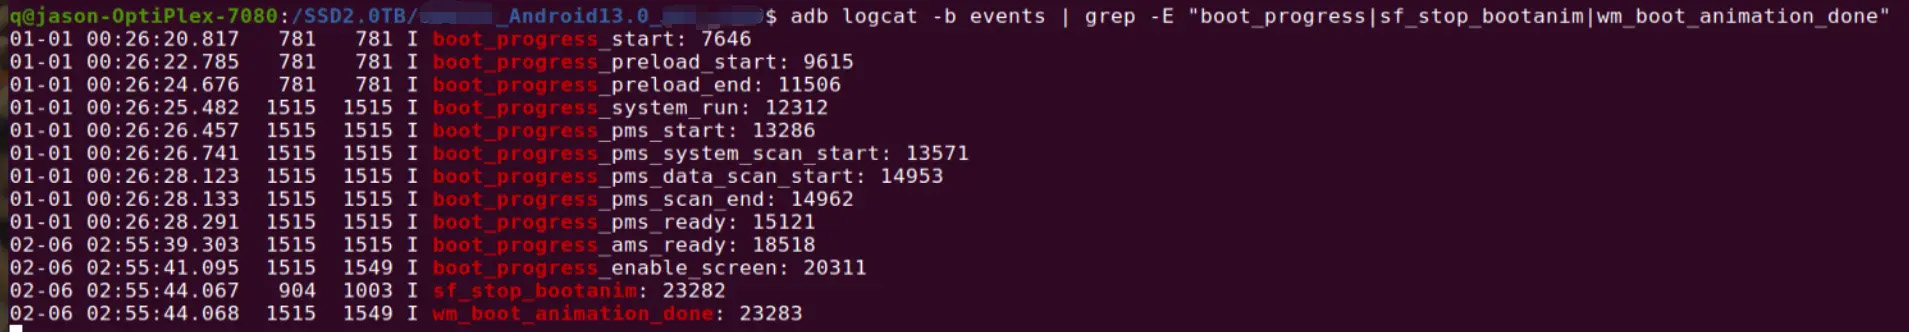 q@jason-OptiPlex-7080:/SSD2.0TB/ _Android13.0_ $ adb logcat -b events | grep -E "boot_progress|sf_stop_bootanim|wm_boot_animation_done"
01-01 00:26:20.817   781   781 I boot_progress_start: 7646
01-01 00:26:22.785   781   781 I boot_progress_preload_start: 9615
01-01 00:26:24.676   781   781 I boot_progress_preload_end: 11506
01-01 00:26:25.482  1515  1515 I boot_progress_system_run: 12312
01-01 00:26:26.457  1515  1515 I boot_progress_pms_start: 13286
01-01 00:26:26.741  1515  1515 I boot_progress_pms_system_scan_start: 13571
01-01 00:26:28.123  1515  1515 I boot_progress_pms_data_scan_start: 14953
01-01 00:26:28.133  1515  1515 I boot_progress_pms_scan_end: 14962
01-01 00:26:28.291  1515  1515 I boot_progress_pms_ready: 15121
02-06 02:55:39.303  1515  1515 I boot_progress_ams_ready: 18518
02-06 02:55:41.095  1515  1549 I boot_progress_enable_screen: 20311
02-06 02:55:44.067   904  1003 I sf_stop_bootanim: 23282
02-06 02:55:44.068  1515  1549 I wm_boot_animation_done: 23283